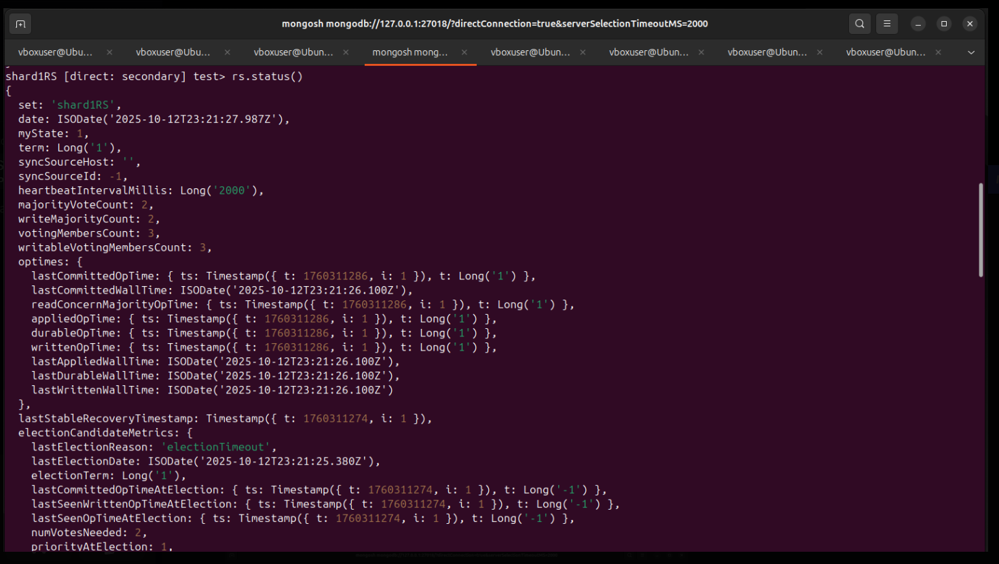 mongosh mongodb://127.0.0.1:27018/?directConnection=true&serverSelectionTimeoutMS=2000
vboxuser@Ubu... vboxuser@Ubu... vboxuser@Ubun... mongosh mong... vboxuser@Ubun... vboxuser@Ubun... vboxuser@Ubun... vboxuser@Ubun...
shard1RS [direct: secondary] test> rs.status()
{
  set: 'shard1RS',
  date: ISODate('2025-10-12T23:21:27.987Z'),
  myState: 1,
  term: Long('1'),
  syncSourceHost: '',
  syncSourceId: -1,
  heartbeatIntervalMillis: Long('2000'),
  majorityVoteCount: 2,
  writeMajorityCount: 2,
  votingMembersCount: 3,
  writableVotingMembersCount: 3,
  optimes: {
    lastCommittedOpTime: { ts: Timestamp({ t: 1760311286, i: 1 }), t: Long('1') },
    lastCommittedWallTime: ISODate('2025-10-12T23:21:26.100Z'),
    readConcernMajorityOpTime: { ts: Timestamp({ t: 1760311286, i: 1 }), t: Long('1') },
    appliedOpTime: { ts: Timestamp({ t: 1760311286, i: 1 }), t: Long('1') },
    durableOpTime: { ts: Timestamp({ t: 1760311286, i: 1 }), t: Long('1') },
    writtenOpTime: { ts: Timestamp({ t: 1760311286, i: 1 }), t: Long('1') },
    lastAppliedWallTime: ISODate('2025-10-12T23:21:26.100Z'),
    lastDurableWallTime: ISODate('2025-10-12T23:21:26.100Z'),
    lastWrittenWallTime: ISODate('2025-10-12T23:21:26.100Z')
  },
  lastStableRecoveryTimestamp: Timestamp({ t: 1760311274, i: 1 }),
  electionCandidateMetrics: {
    lastElectionReason: 'electionTimeout',
    lastElectionDate: ISODate('2025-10-12T23:21:25.380Z'),
    electionTerm: Long('1'),
    lastCommittedOpTimeAtElection: { ts: Timestamp({ t: 1760311274, i: 1 }), t: Long('-1') },
    lastSeenWrittenOpTimeAtElection: { ts: Timestamp({ t: 1760311274, i: 1 }), t: Long('-1') },
    lastSeenOpTimeAtElection: { ts: Timestamp({ t: 1760311274, i: 1 }), t: Long('-1') },
    numVotesNeeded: 2,
    priorityAtElection: 1,